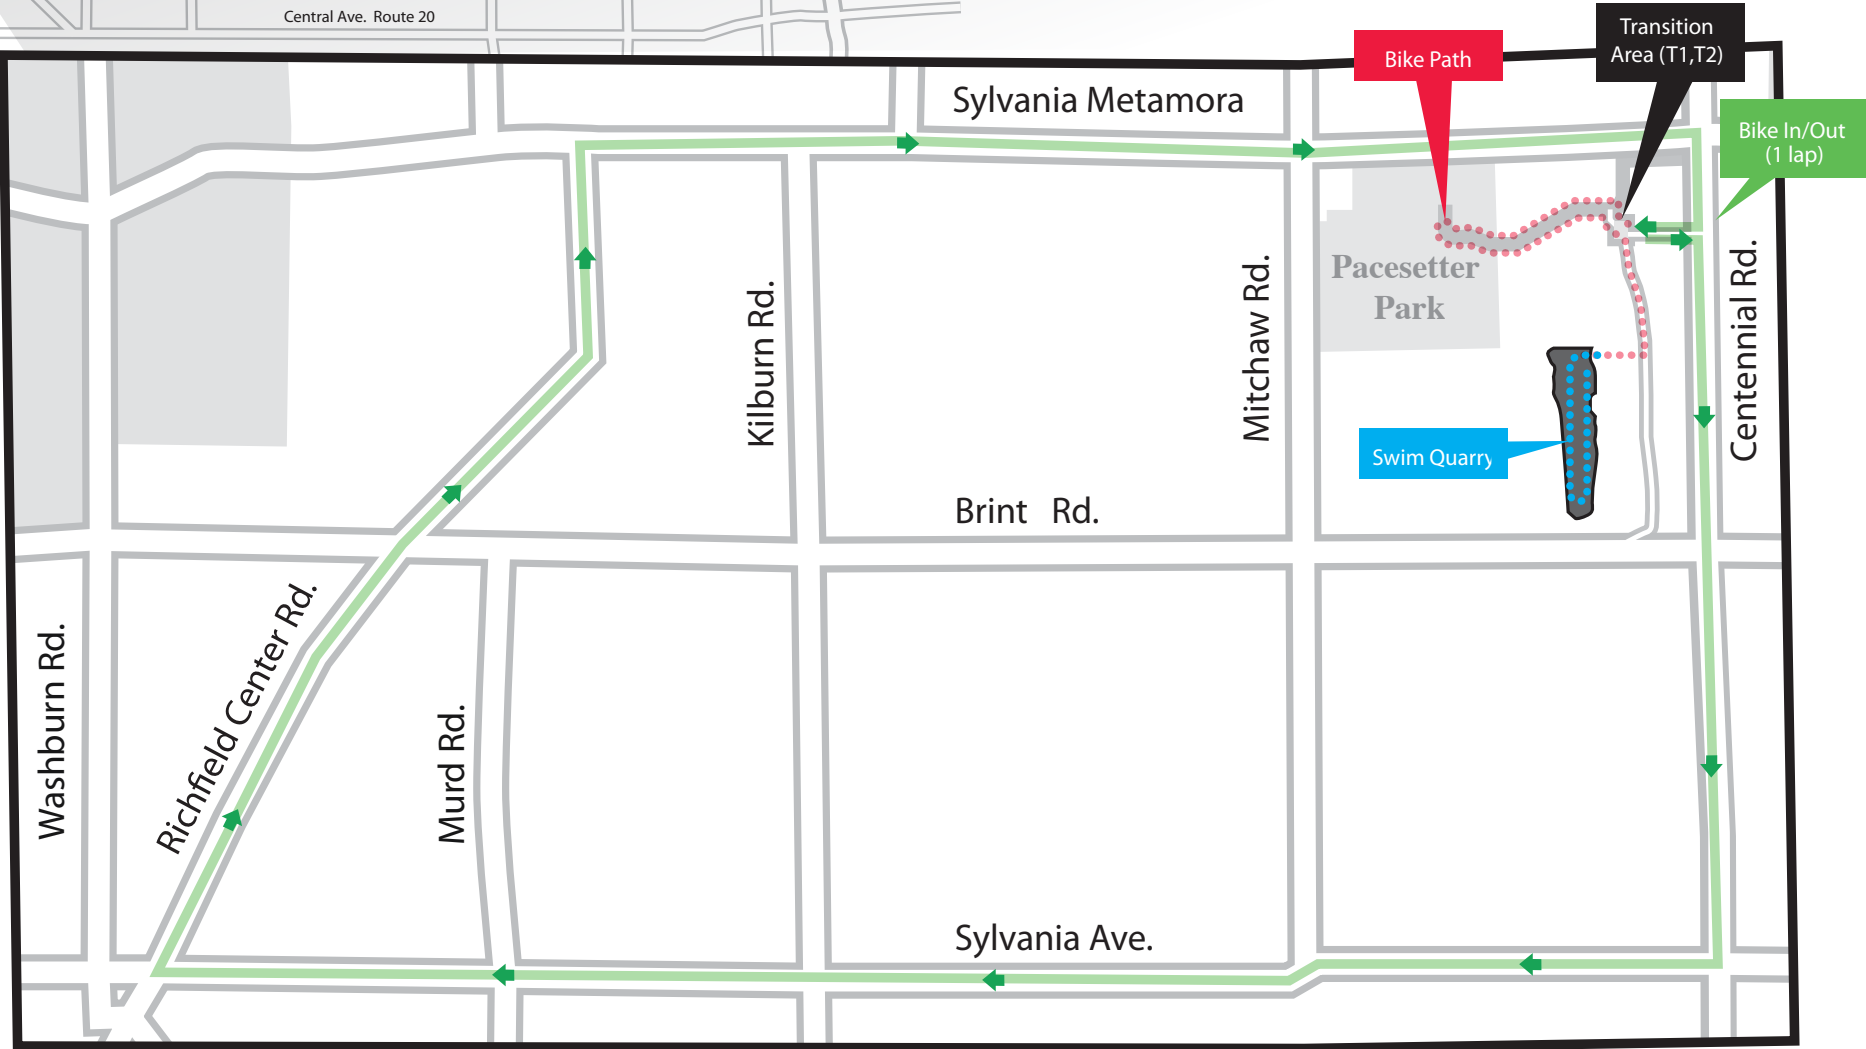 Central Ave. Route 20
Transition
Area (T1,T2)
Bike Path
Sylvania Metamora
Bike In/Out
(1 lap)
Pacesetter
Park
Kilburn Rd.
Mitchaw Rd.
Centennial Rd.
Swim Quarry
Brint Rd.
Washburn Rd.
Richfield Center Rd.
Murd Rd.
Sylvania Ave.